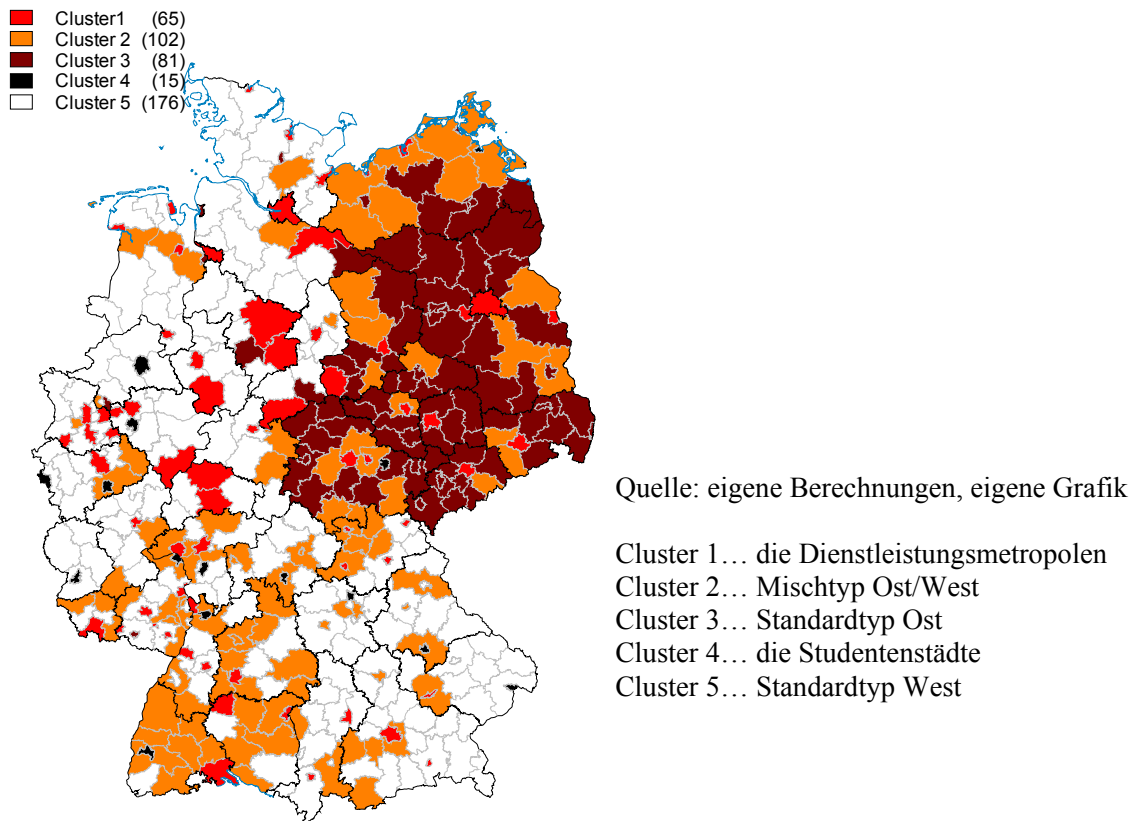 Cluster1 (65)
Cluster 2 (102)
Cluster 3 (81)
Cluster 4 (15)
Cluster 5 (176)
Quelle: eigene Berechnungen, eigene Grafik
Cluster 1… die Dienstleistungsmetropolen
Cluster 2… Mischtyp Ost/West
Cluster 3… Standardtyp Ost
Cluster 4… die Studentenstädte
Cluster 5… Standardtyp West